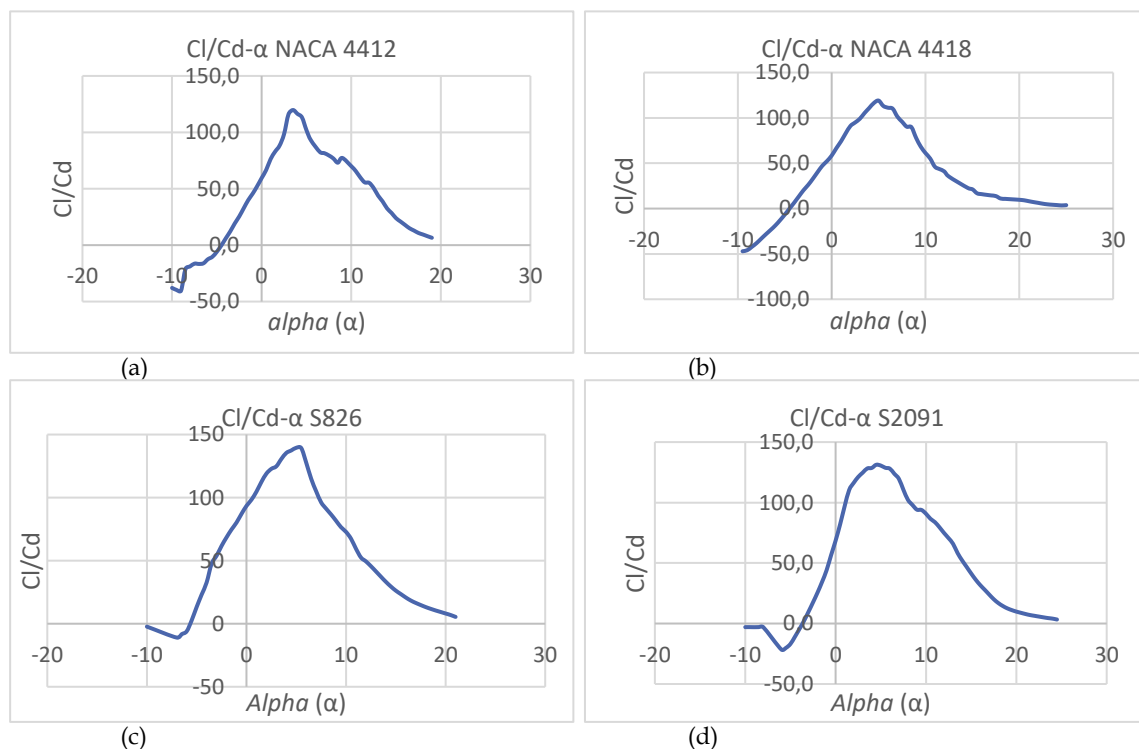 Cl/Cd-α NACA 4412
150,0
100,0
50,0
0,0
-50,0
-20 -10 0 10 20 30
Cl/Cd
alpha (α)
(a)
Cl/Cd-α NACA 4418
150,0
100,0
50,0
0,0
-50,0
-100,0
-20 -10 0 10 20 30
Cl/Cd
alpha (α)
(b)
Cl/Cd-α S826
150
100
50
0
-50
-20 -10 0 10 20 30
Cl/Cd
Alpha (α)
(c)
Cl/Cd-α S2091
150,0
100,0
50,0
0,0
-50,0
-20 -10 0 10 20 30
Cl/Cd
Alpha (α)
(d)